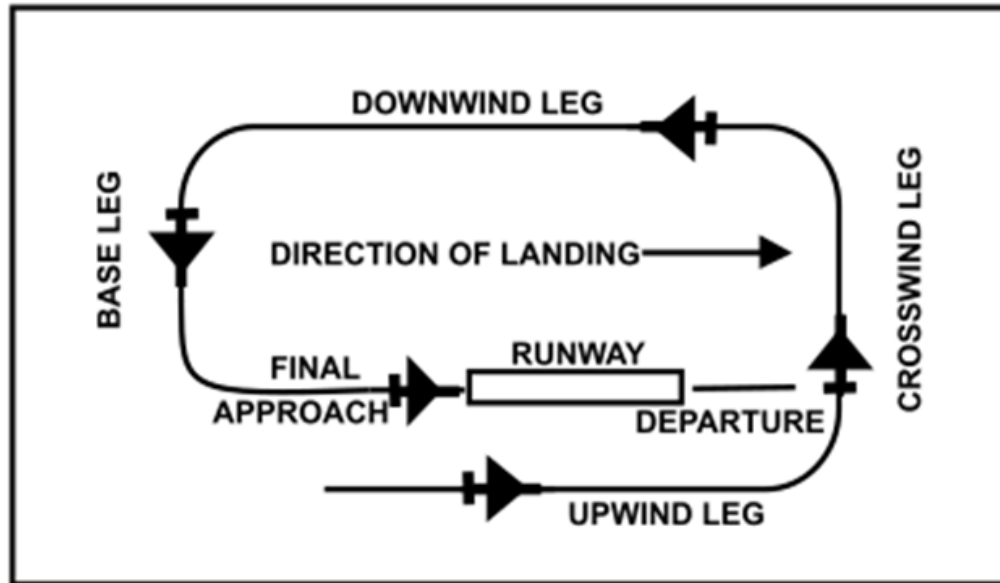 DOWNWIND LEG
BASE LEG
CROSSWIND LEG
DIRECTION OF LANDING
RUNWAY
FINAL
APPROACH
DEPARTURE
UPWIND LEG